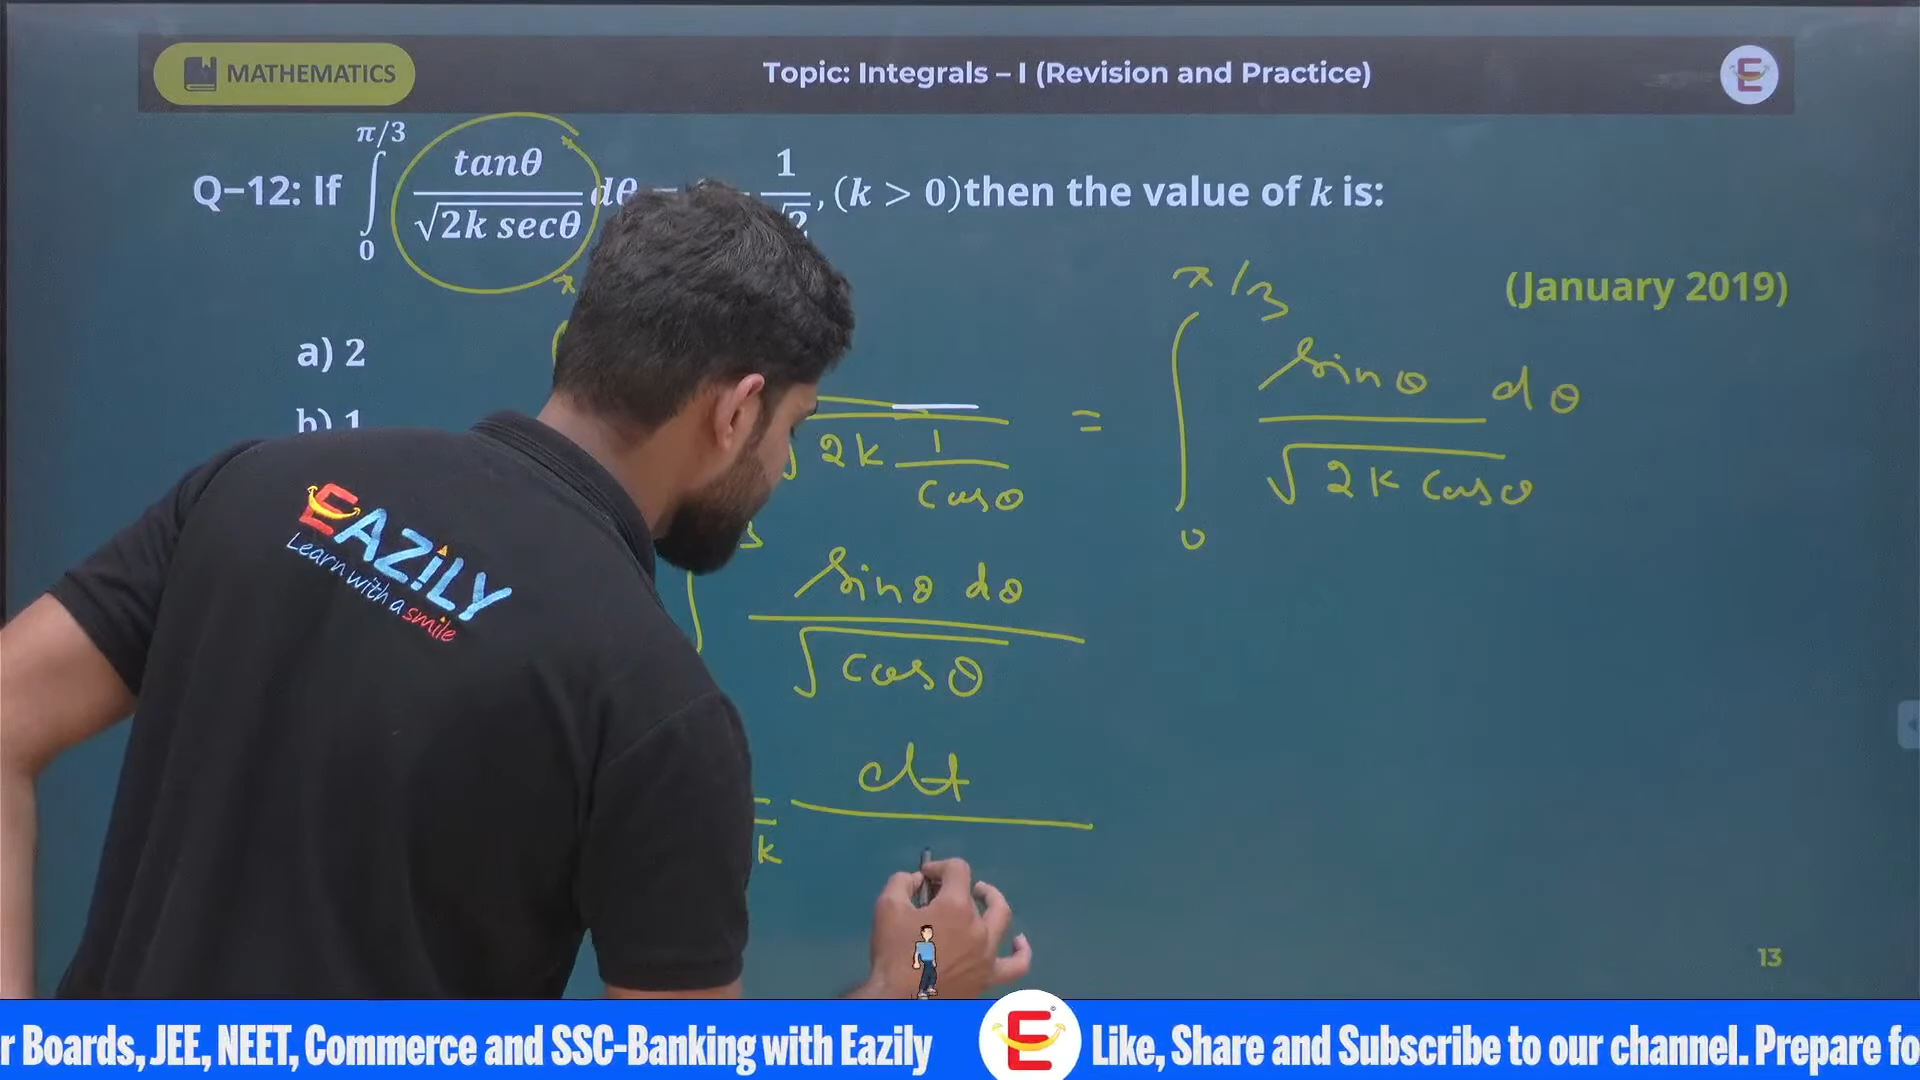 MATHEMATICS
Topic: Integrals – I (Revision and Practice)
E
Q–12: If ∫ π/3 0 tanθ / √2k secθ dθ = 1 , (k > 0)then the value of k is:
(January 2019)
a) 2
b) 1
√2k 1/cosθ = ∫ π/3 0 sinθ dθ / √2k cosθ
sinθ dθ
√cosθ
dt
k
EAZiLY
Learn with a smile
13
r Boards, JEE, NEET, Commerce and SSC-Banking with Eazily E Like, Share and Subscribe to our channel. Prepare fo